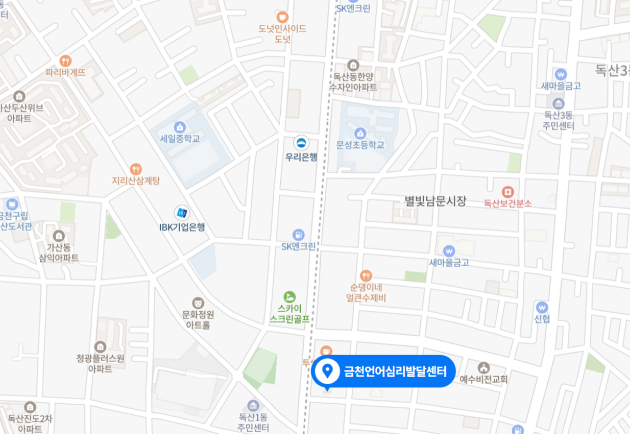 SK엔크린
도넛인사이드
도넛
파리바게뜨
독산동한양
수자인아파트
독산3
새마을금고
가산두산위브
아파트
독산3동
주민센터
세일중학교
문성초등학교
우리은행
지리산삼계탕
별빛남문시장
독산보건분소
금천구립
산도서관
IBK기업은행
가산동
삼익아파트
SK엔크린
새마을금고
순댕이네
얼큰수제비
스카이
스크린골프
문화정원
아트홀
신협
청광플러스원
아파트
금천언어심리발달센터
예수비전교회
독산진도2차
아파트
독산1동
주민센터